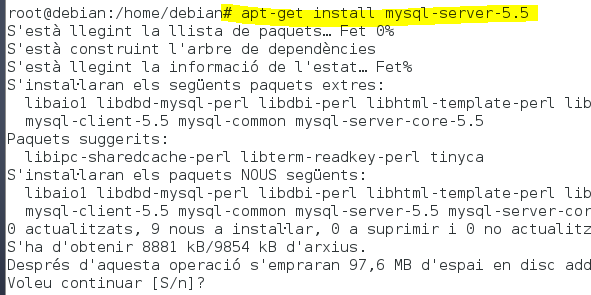 root@debian:/home/debian# apt-get install mysql-server-5.5
S'està llegint la llista de paquets… Fet 0%
S'està construint l'arbre de dependències
S'està llegint la informació de l'estat… Fet%
S'instal·laran els següents paquets extres:
libaio1 libdbd-mysql-perl libdbi-perl libhtml-template-perl lib
mysql-client-5.5 mysql-common mysql-server-core-5.5
Paquets suggerits:
libipc-sharedcache-perl libterm-readkey-perl tinyca
S'instal·laran els paquets NOUS següents:
libaio1 libdbd-mysql-perl libdbi-perl libhtml-template-perl lib
mysql-client-5.5 mysql-common mysql-server-5.5 mysql-server-cor
0 actualitzats, 9 nous a instal·lar, 0 a suprimir i 0 no actualitz
S'ha d'obtenir 8881 kB/9854 kB d'arxius.
Després d'aquesta operació s'empraran 97,6 MB d'espai en disc add
Voleu continuar [S/n]?